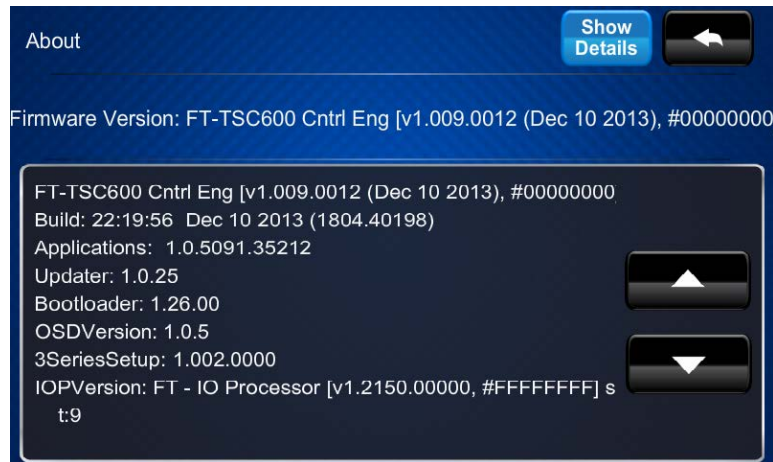 About
Show
Details
Firmware Version: FT-TSC600 Cntrl Eng [v1.009.0012 (Dec 10 2013), #00000000
FT-TSC600 Cntrl Eng [v1.009.0012 (Dec 10 2013), #00000000
Build: 22:19:56 Dec 10 2013 (1804.40198)
Applications: 1.0.5091.35212
Updater: 1.0.25
Bootloader: 1.26.00
OSDVersion: 1.0.5
3SeriesSetup: 1.002.0000
IOPVersion: FT - IO Processor [v1.2150.00000, #FFFFFFFF] s
t:9